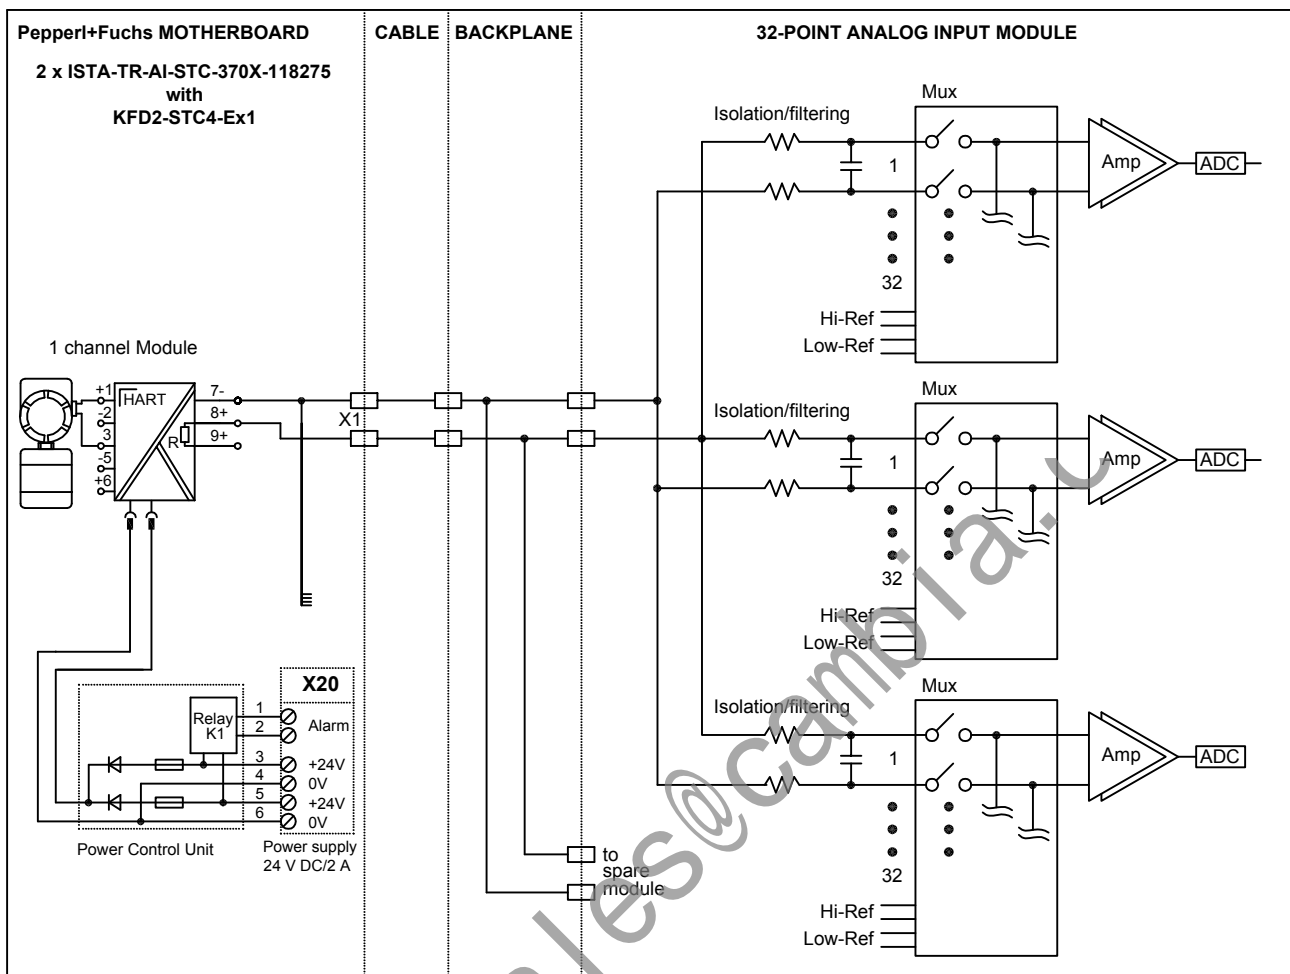 Pepperl+Fuchs MOTHERBOARD
CABLE
BACKPLANE
32-POINT ANALOG INPUT MODULE
2 x ISTA-TR-AI-STC-370X-118275
with
KFD2-STC4-Ex1
Mux
Isolation/filtering
1
32
Amp
ADC
Hi-Ref
Low-Ref
1 channel Module
+1
-2
3
-5
+6
HART
R
7-
8+
9+
X1
Mux
Isolation/filtering
1
32
Amp
ADC
Hi-Ref
Low-Ref
Mux
Isolation/filtering
1
32
Amp
ADC
Hi-Ref
Low-Ref
X20
Relay
K1
1
2
3
4
5
6
Alarm
+24V
0V
+24V
0V
Power Control Unit
Power supply
24 V DC/2 A
to
spare
module
les@cambia.c